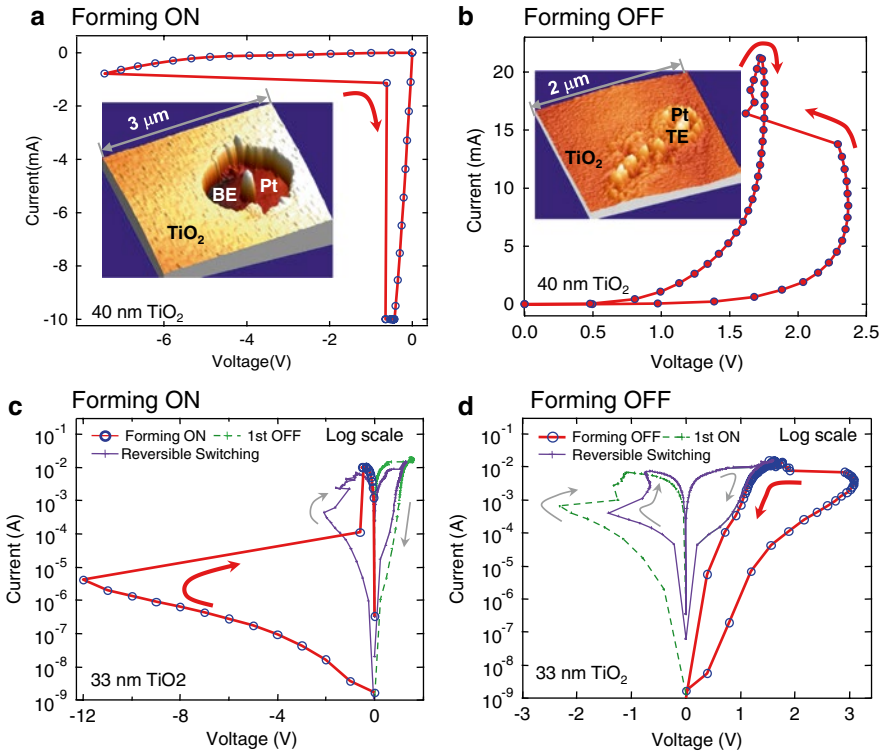 a Forming ON
0
-2
-4
-6
-8
-10
Current(mA)
3 μm
BE
Pt
TiO2
40 nm TiO2
-6
-4
-2
0
Voltage(V)
b Forming OFF
20
15
10
5
0
Current (mA)
2 μm
Pt
TE
TiO2
40 nm TiO2
0.0
0.5
1.0
1.5
2.0
2.5
Voltage (V)
c Forming ON
10-1
10-2
10-3
10-4
10-5
10-6
10-7
10-8
10-9
Current (A)
Forming ON
1st OFF
Log scale
Reversible Switching
33 nm TiO2
-12
-8
-4
0
Voltage (V)
d Forming OFF
10-1
10-2
10-3
10-4
10-5
10-6
10-7
10-8
10-9
Current (A)
Forming OFF
1st ON
Log scale
Reversible Switching
33 nm TiO2
-3
-2
-1
0
1
2
3
Voltage (V)